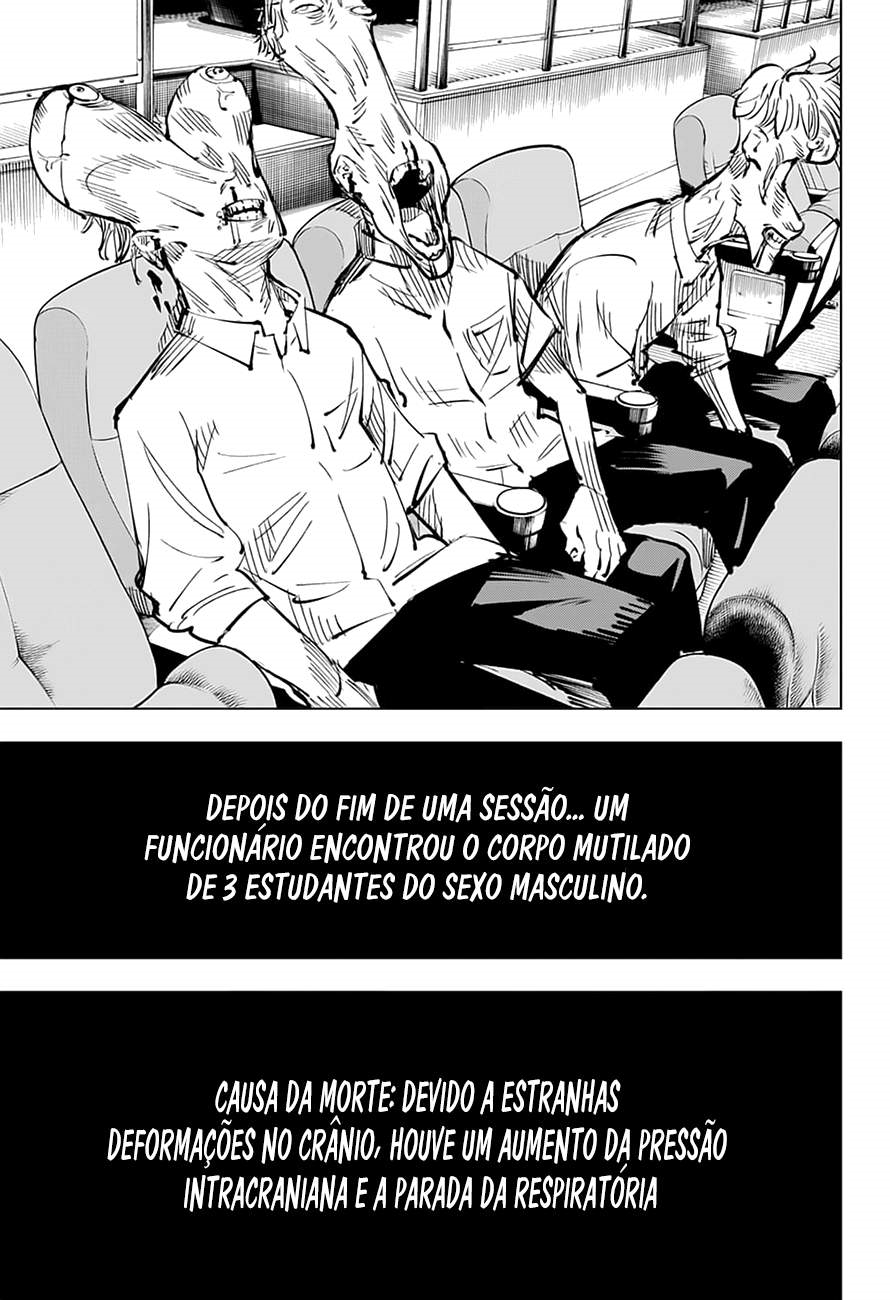 DEPOIS DO FIM DE UMA SESSÃO... UM
FUNCIONÁRIO ENCONTROU O CORPO MUTILADO
DE 3 ESTUDANTES DO SEXO MASCULINO.
CAUSA DA MORTE: DEVIDO A ESTRANHAS
DEFORMAÇÕES NO CRÂNIO, HOUVE UM AUMENTO DA PRESSÃO
INTRACRANIANA E A PARADA DA RESPIRATÓRIA